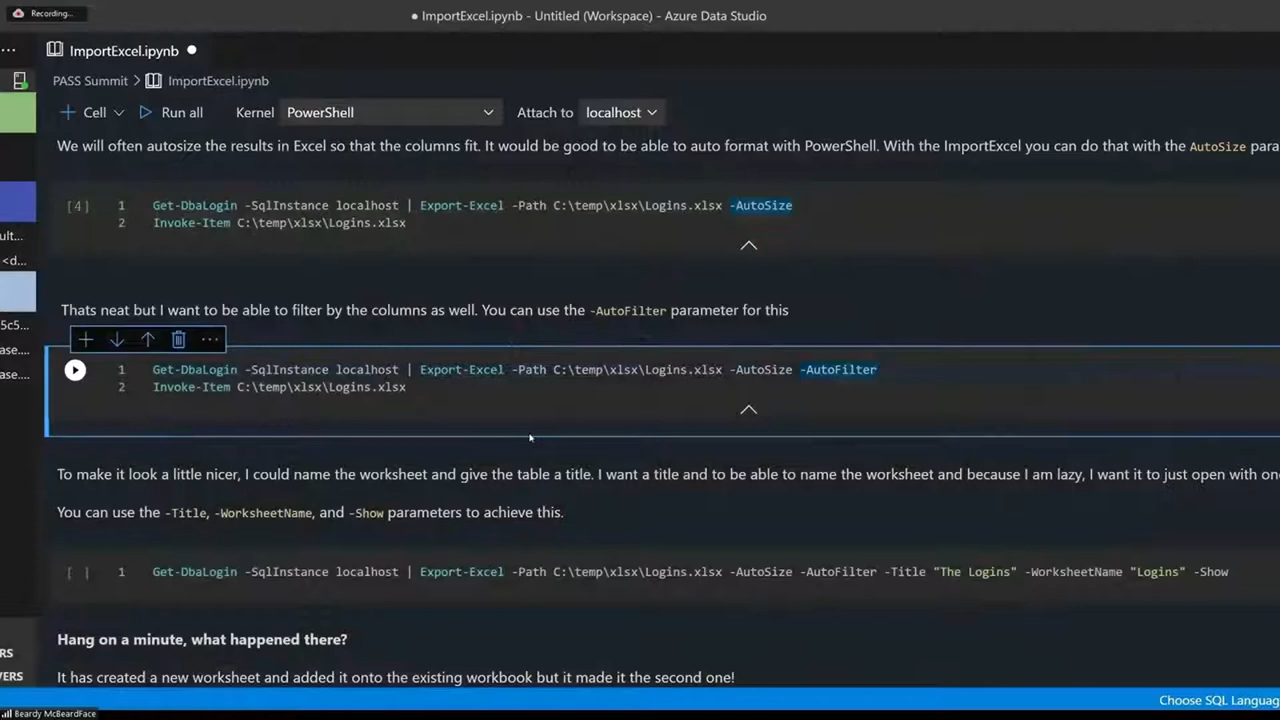 Recording...
● ImportExcel.ipynb - Untitled (Workspace) - Azure Data Studio
ImportExcel.ipynb ●
PASS Summit > ImportExcel.ipynb
Cell Run all Kernel PowerShell Attach to localhost
We will often autosize the results in Excel so that the columns fit. It would be good to be able to auto format with PowerShell. With the ImportExcel you can do that with the AutoSize para
[4] 1 Get-DbaLogin -SqlInstance localhost | Export-Excel -Path C:\temp\xlsx\Logins.xlsx -AutoSize
2 Invoke-Item C:\temp\xlsx\Logins.xlsx
ult...
<d...
Thats neat but I want to be able to filter by the columns as well. You can use the -AutoFilter parameter for this
5c5...
ase....
ase....
1 Get-DbaLogin -SqlInstance localhost | Export-Excel -Path C:\temp\xlsx\Logins.xlsx -AutoSize -AutoFilter
2 Invoke-Item C:\temp\xlsx\Logins.xlsx
To make it look a little nicer, I could name the worksheet and give the table a title. I want a title and to be able to name the worksheet and because I am lazy, I want it to just open with one
You can use the -Title, -WorksheetName, and -Show parameters to achieve this.
[ ] 1 Get-DbaLogin -SqlInstance localhost | Export-Excel -Path C:\temp\xlsx\Logins.xlsx -AutoSize -AutoFilter -Title "The Logins" -WorksheetName "Logins" -Show
Hang on a minute, what happened there?
RS
It has created a new worksheet and added it onto the existing workbook but it made it the second one!
VERS
Choose SQL Languag
Beardy McBeardFace